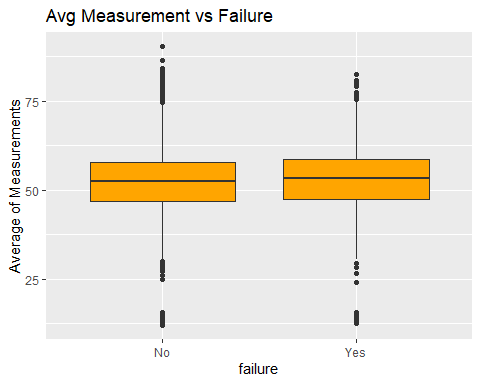 Avg Measurement vs Failure
Average of Measurements
75
50
25
No
Yes
failure